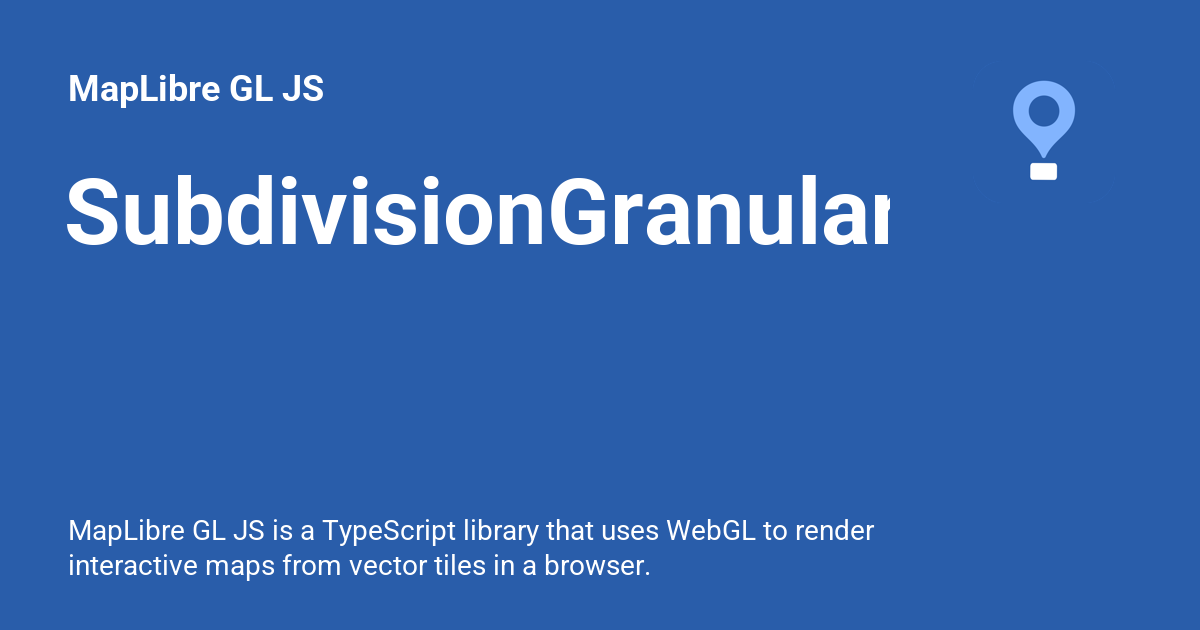 MapLibre GL JS
SubdivisionGranular
MapLibre GL JS is a TypeScript library that uses WebGL to render
interactive maps from vector tiles in a browser.